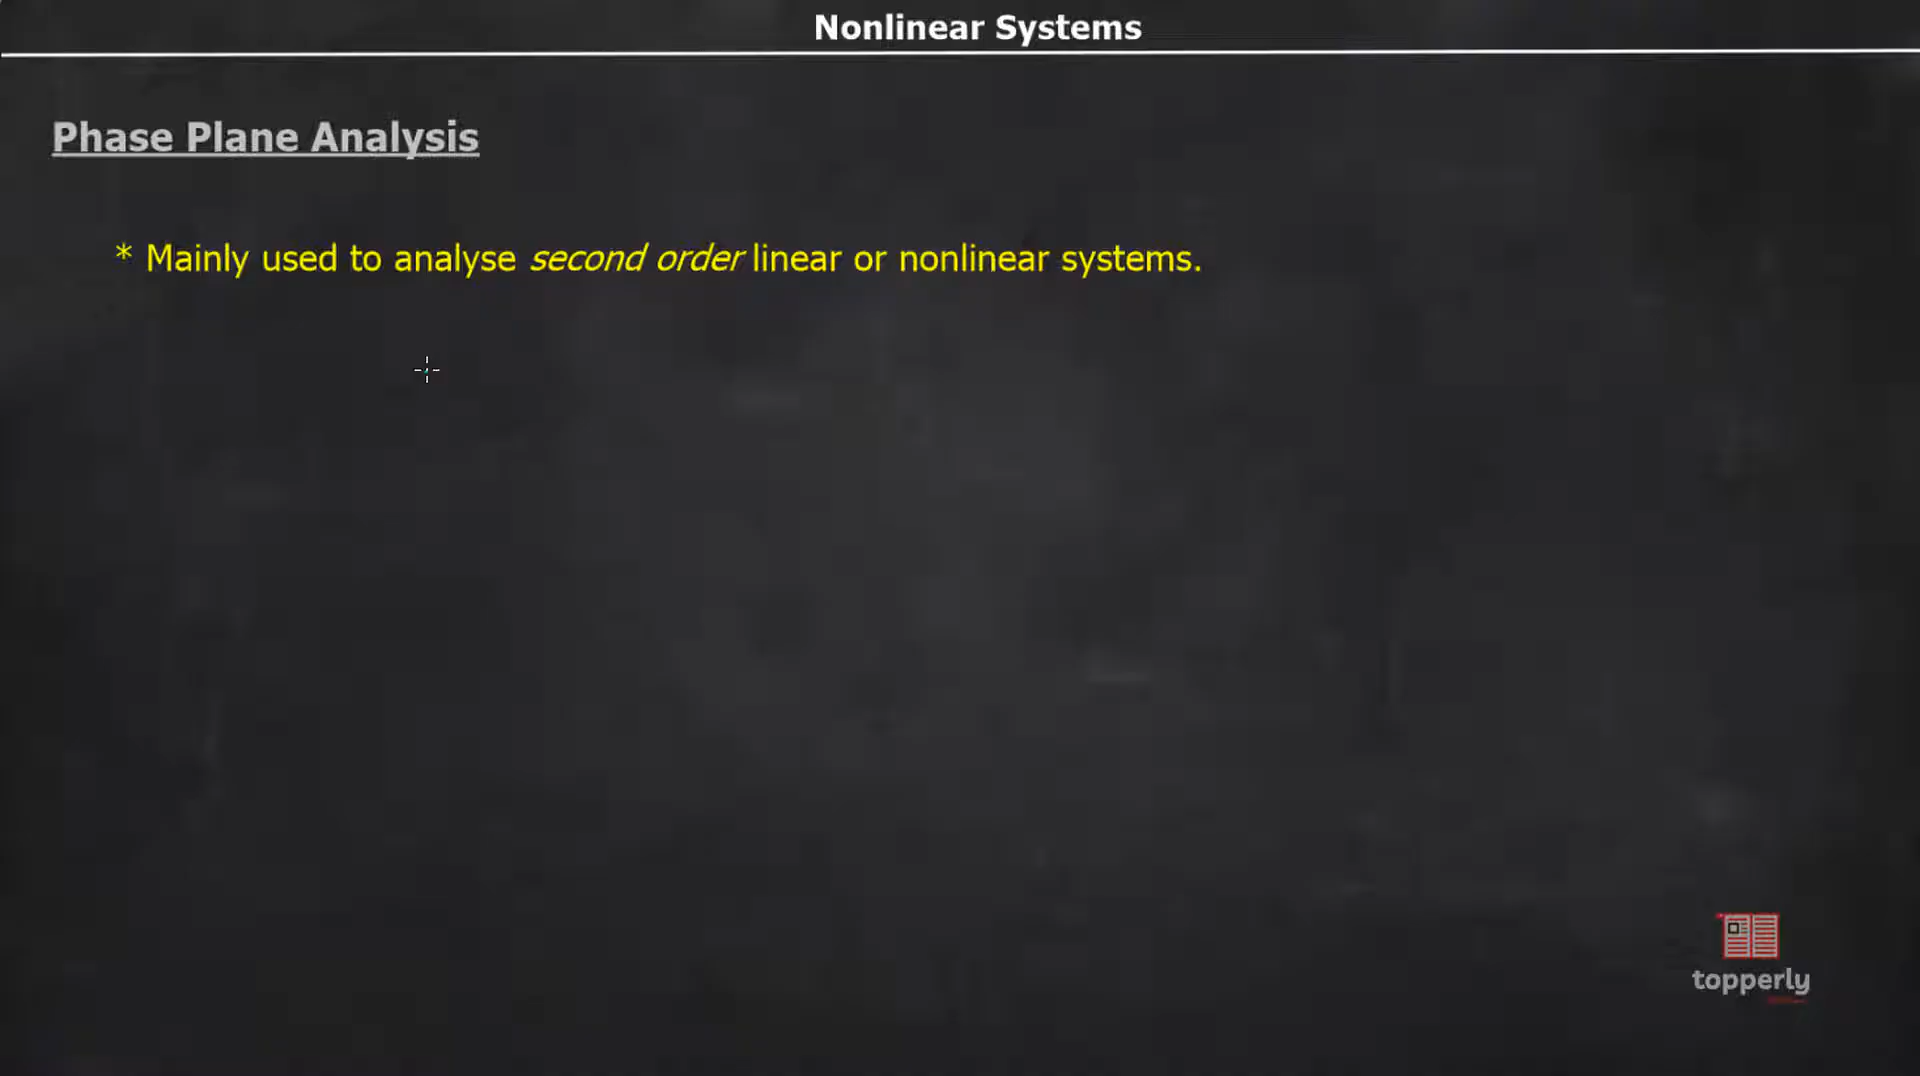 Nonlinear Systems
Phase Plane Analysis
* Mainly used to analyse second order linear or nonlinear systems.
topperly